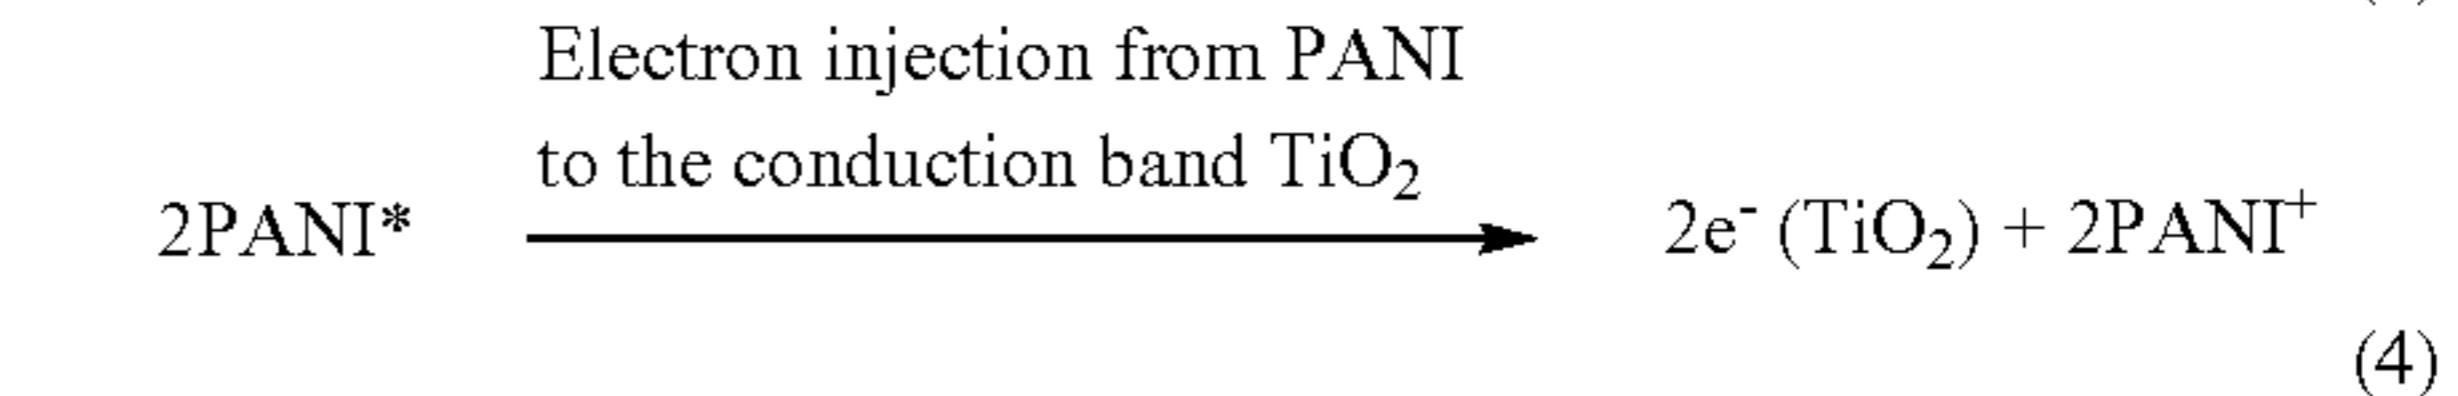 Electron injection from PANI
to the conduction band TiO₂
2PANI* 2e⁻ (TiO₂) + 2PANI⁺
(4)